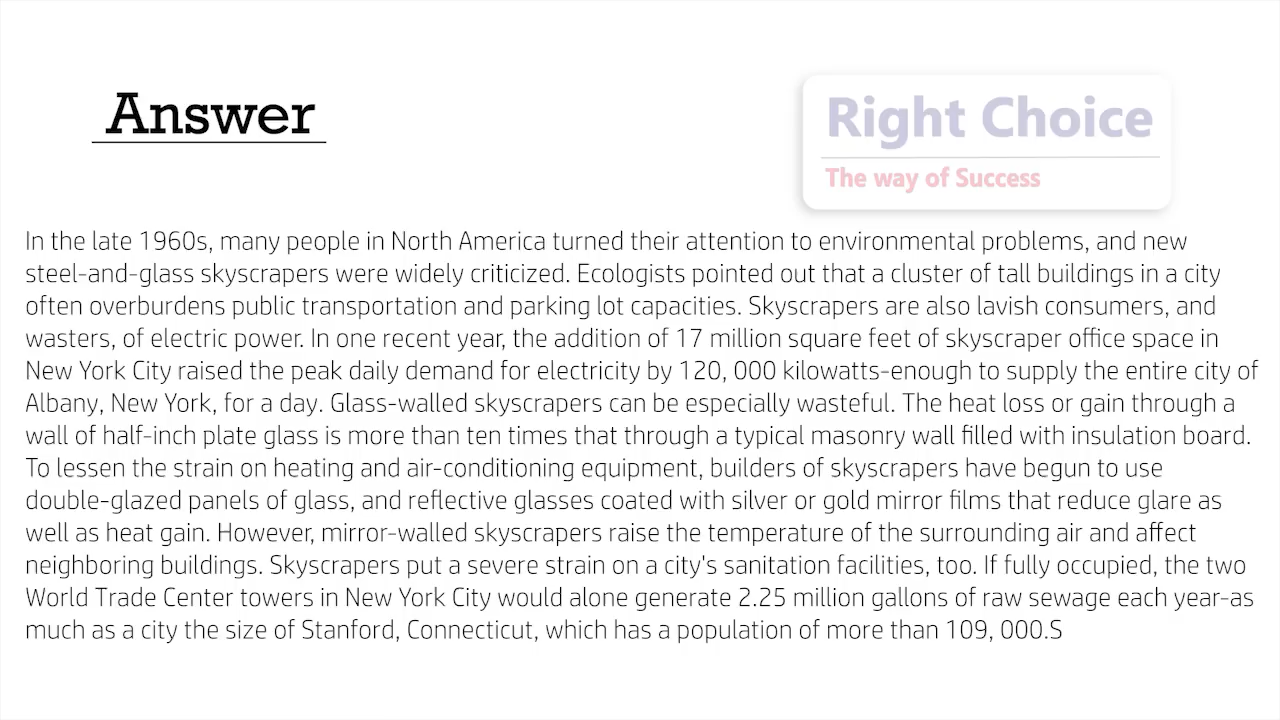 Answer
Right Choice
The way of Success
In the late 1960s, many people in North America turned their attention to environmental problems, and new
steel-and-glass skyscrapers were widely criticized. Ecologists pointed out that a cluster of tall buildings in a city
often overburdens public transportation and parking lot capacities. Skyscrapers are also lavish consumers, and
wasters, of electric power. In one recent year, the addition of 17 million square feet of skyscraper office space in
New York City raised the peak daily demand for electricity by 120, 000 kilowatts-enough to supply the entire city of
Albany, New York, for a day. Glass-walled skyscrapers can be especially wasteful. The heat loss or gain through a
wall of half-inch plate glass is more than ten times that through a typical masonry wall filled with insulation board.
To lessen the strain on heating and air-conditioning equipment, builders of skyscrapers have begun to use
double-glazed panels of glass, and reflective glasses coated with silver or gold mirror films that reduce glare as
well as heat gain. However, mirror-walled skyscrapers raise the temperature of the surrounding air and affect
neighboring buildings. Skyscrapers put a severe strain on a city's sanitation facilities, too. If fully occupied, the two
World Trade Center towers in New York City would alone generate 2.25 million gallons of raw sewage each year-as
much as a city the size of Stanford, Connecticut, which has a population of more than 109, 000.S